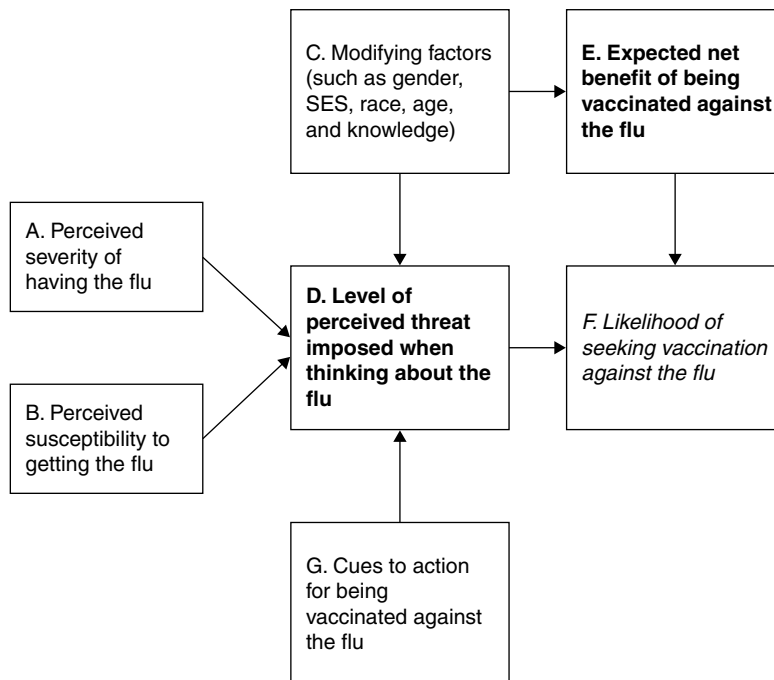 C. Modifying factors
(such as gender,
SES, race, age,
and knowledge)
E. Expected net
benefit of being
vaccinated against
the flu
A. Perceived
severity of
having the flu
D. Level of
perceived threat
imposed when
thinking about the
flu
F. Likelihood of
seeking vaccination
against the flu
B. Perceived
susceptibility to
getting the flu
G. Cues to action
for being
vaccinated against
the flu